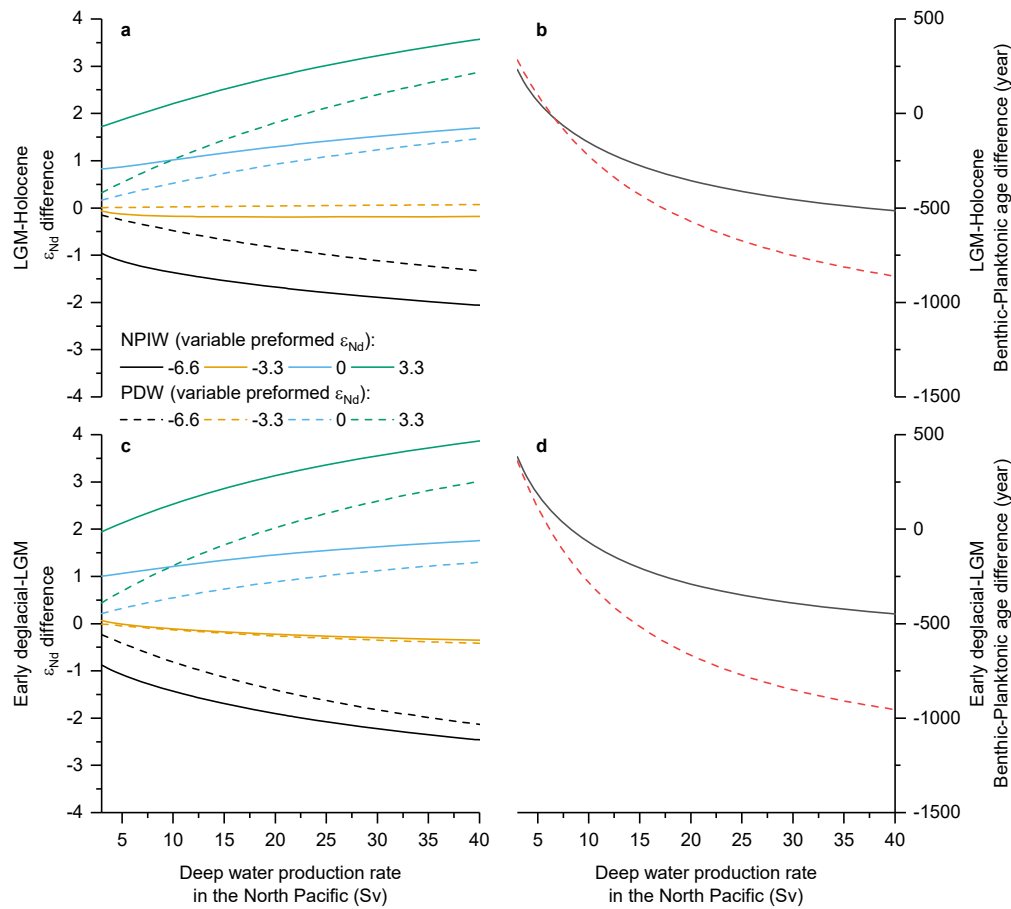 a
4
3
2
1
0
-1
-2
-3
-4
LGM-Holocene
εNd difference
NPIW (variable preformed εNd):
-6.6 -3.3 0 3.3
PDW (variable preformed εNd):
-6.6 -3.3 0 3.3
b
500
0
-500
-1000
-1500
LGM-Holocene
Benthic-Planktonic age difference (year)
c
4
3
2
1
0
-1
-2
-3
-4
Early deglacial-LGM
εNd difference
5 10 15 20 25 30 35 40
Deep water production rate
in the North Pacific (Sv)
d
500
0
-500
-1000
-1500
Early deglacial-LGM
Benthic-Planktonic age difference (year)
5 10 15 20 25 30 35 40
Deep water production rate
in the North Pacific (Sv)